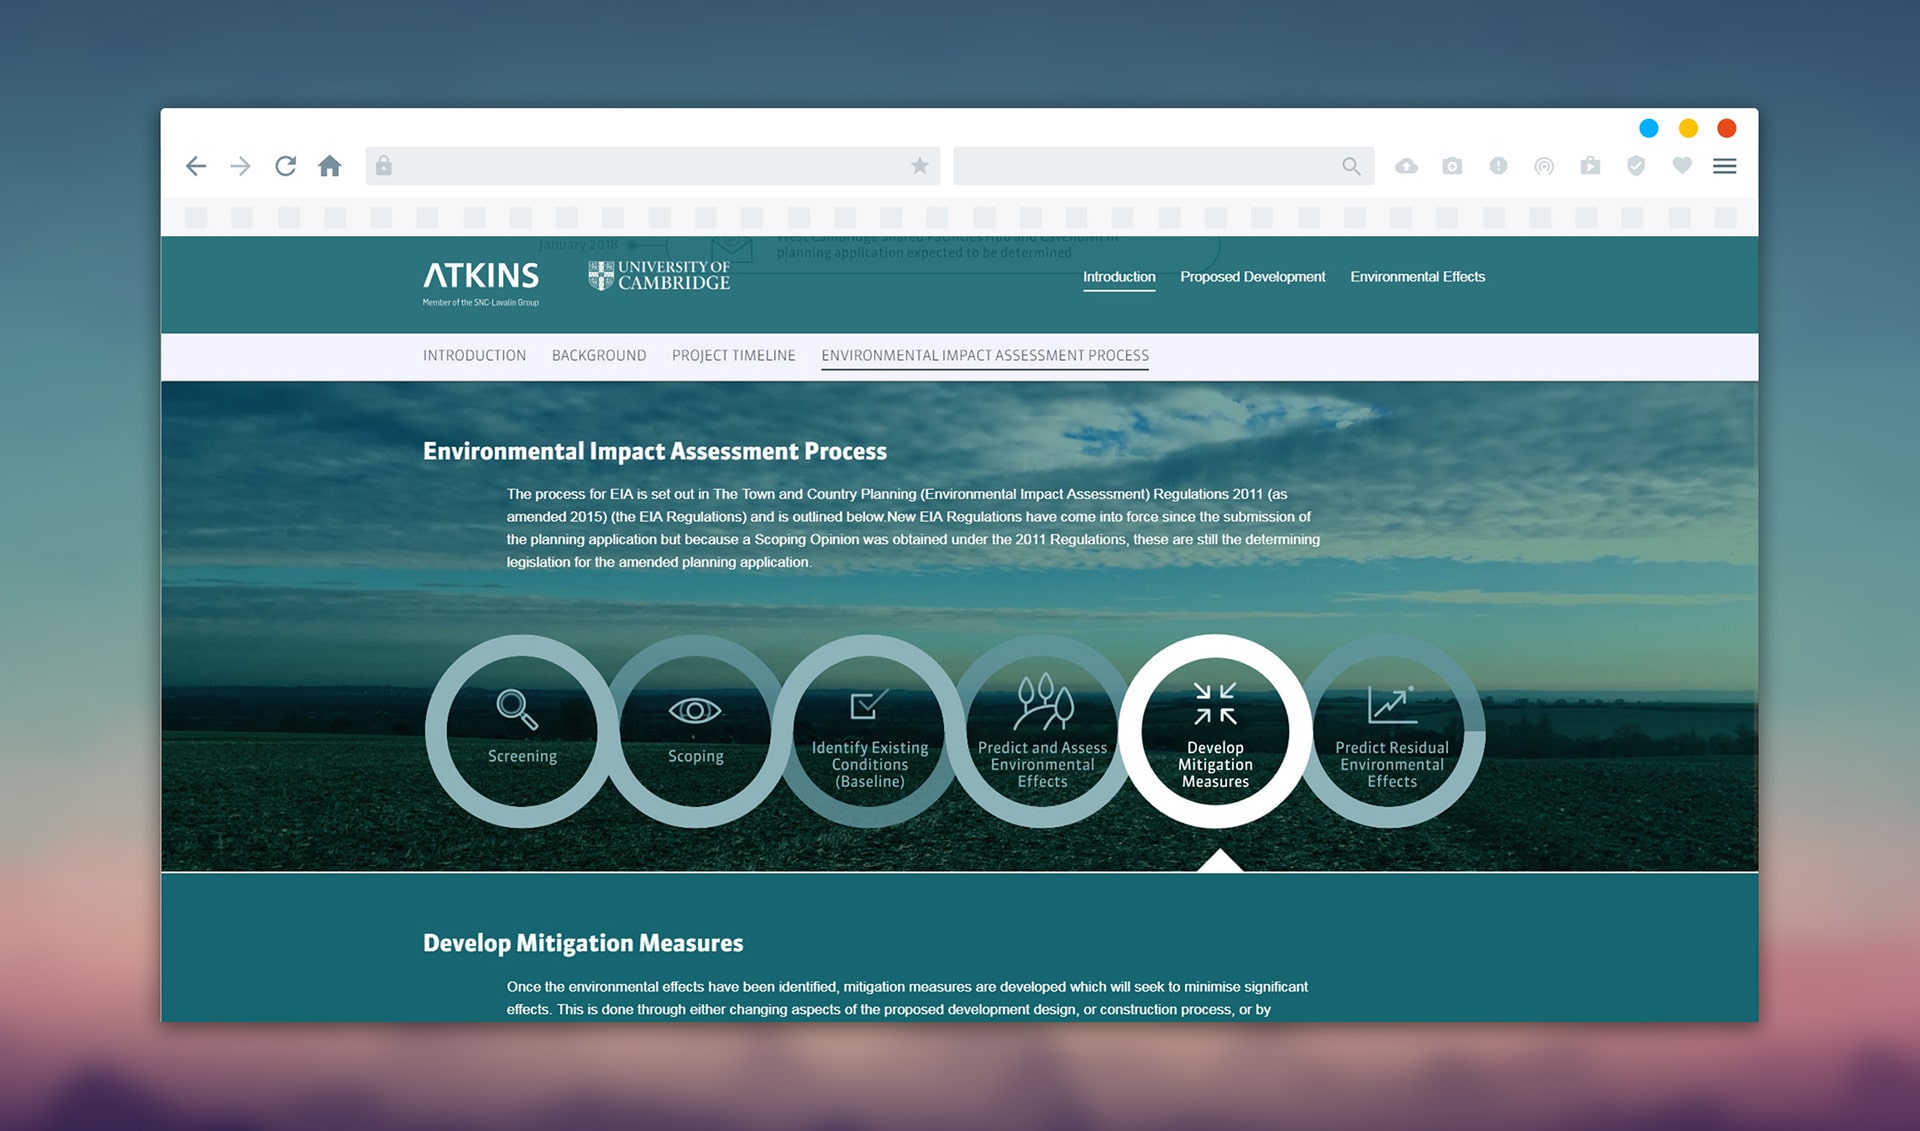 January 2018
West Cambridge Shared Facilities Hub and Cavendish III
planning application expected to be determined
ATKINS
Member of the SNC-Lavalin Group
UNIVERSITY OF
CAMBRIDGE
Introduction Proposed Development Environmental Effects
INTRODUCTION BACKGROUND PROJECT TIMELINE ENVIRONMENTAL IMPACT ASSESSMENT PROCESS
Environmental Impact Assessment Process
The process for EIA is set out in The Town and Country Planning (Environmental Impact Assessment) Regulations 2011 (as
amended 2015) (the EIA Regulations) and is outlined below.New EIA Regulations have come into force since the submission of
the planning application but because a Scoping Opinion was obtained under the 2011 Regulations, these are still the determining
legislation for the amended planning application.
Screening
Scoping
Identify Existing
Conditions
(Baseline)
Predict and Assess
Environmental
Effects
Develop
Mitigation
Measures
Predict Residual
Environmental
Effects
Develop Mitigation Measures
Once the environmental effects have been identified, mitigation measures are developed which will seek to minimise significant
effects. This is done through either changing aspects of the proposed development design, or construction process, or by